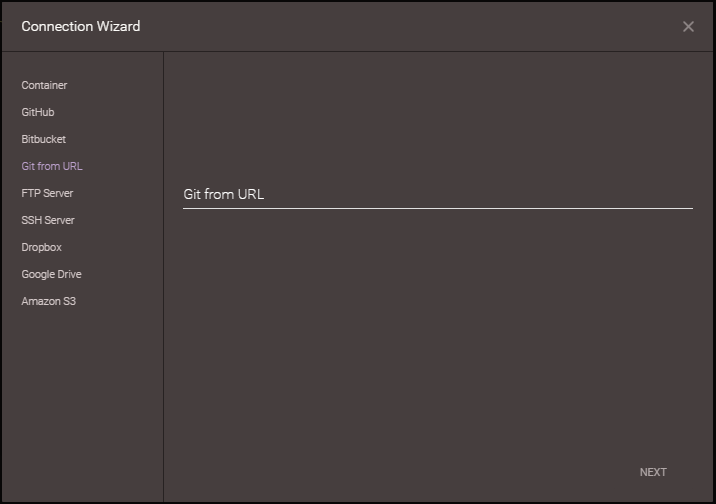 Connection Wizard
Container
GitHub
Bitbucket
Git from URL
FTP Server
SSH Server
Dropbox
Google Drive
Amazon S3
Git from URL
NEXT